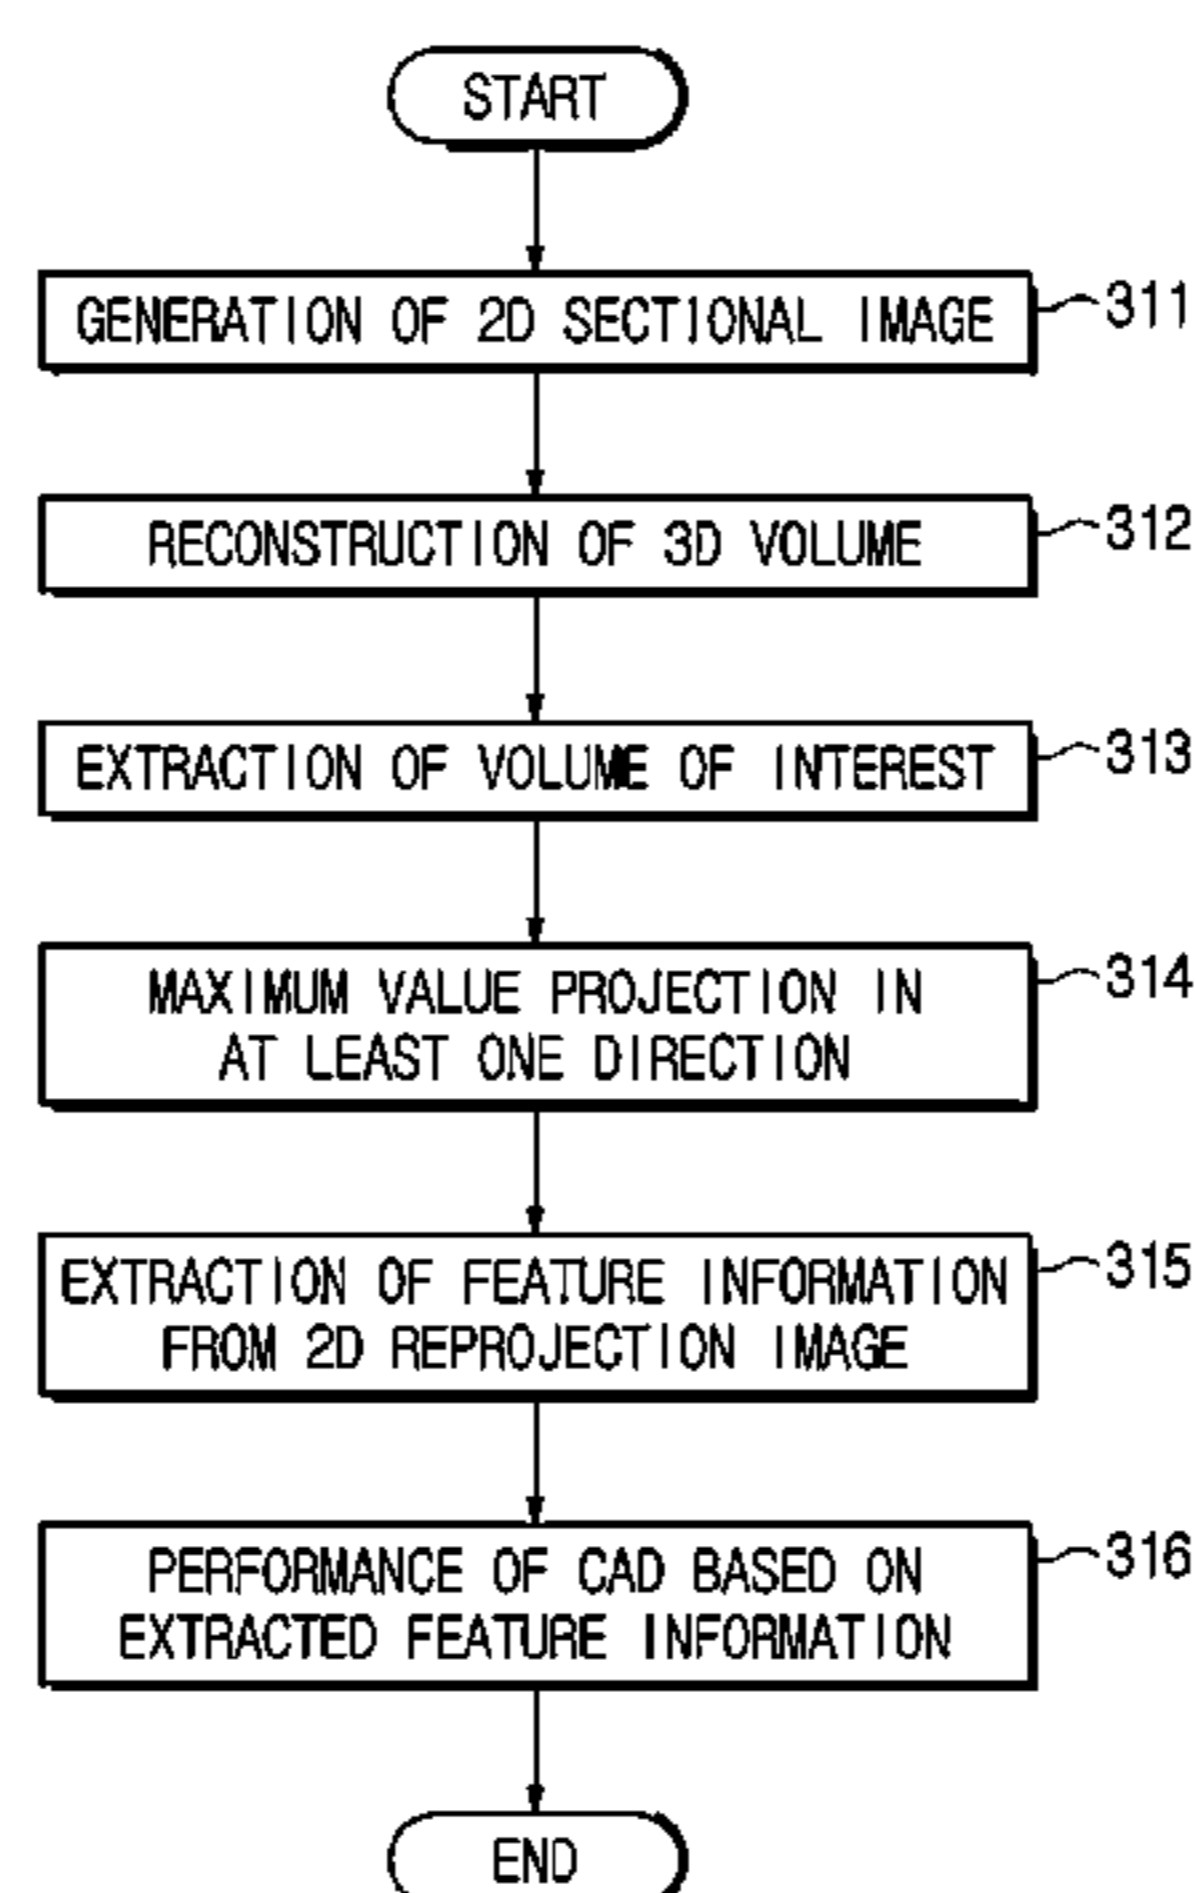 START
GENERATION OF 2D SECTIONAL IMAGE
311
RECONSTRUCTION OF 3D VOLUME
312
EXTRACTION OF VOLUME OF INTEREST
313
MAXIMUM VALUE PROJECTION IN
AT LEAST ONE DIRECTION
314
EXTRACTION OF FEATURE INFORMATION
FROM 2D REPROJECTION IMAGE
315
PERFORMANCE OF CAD BASED ON
EXTRACTED FEATURE INFORMATION
316
END